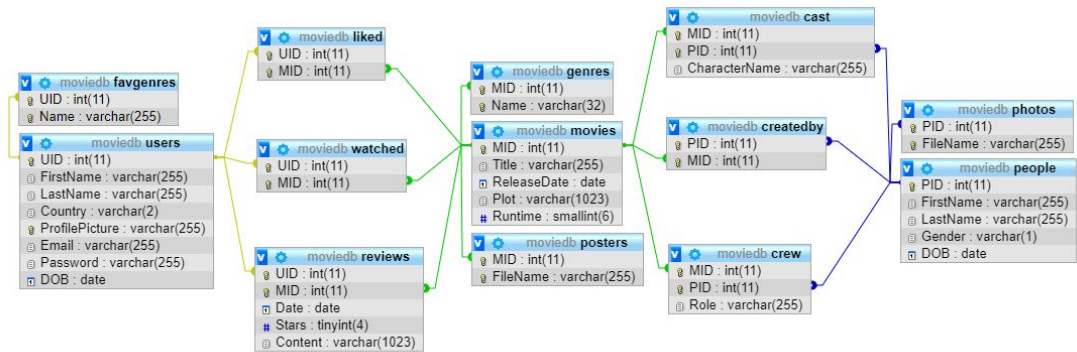 moviedb favgenres
UID : int(11)
Name : varchar(255)
moviedb users
UID : int(11)
FirstName : varchar(255)
LastName : varchar(255)
Country : varchar(2)
ProfilePicture : varchar(255)
Email : varchar(255)
Password : varchar(255)
DOB : date
moviedb liked
UID : int(11)
MID : int(11)
moviedb watched
UID : int(11)
MID : int(11)
moviedb reviews
UID : int(11)
MID : int(11)
Date : date
# Stars : tinyint(4)
Content : varchar(1023)
moviedb genres
MID : int(11)
Name : varchar(32)
moviedb movies
MID : int(11)
Title : varchar(255)
ReleaseDate : date
Plot : varchar(1023)
# Runtime : smallint(6)
moviedb posters
MID : int(11)
FileName : varchar(255)
moviedb cast
MID : int(11)
PID : int(11)
CharacterName : varchar(255)
moviedb createdby
PID : int(11)
MID : int(11)
moviedb crew
MID : int(11)
PID : int(11)
Role : varchar(255)
moviedb photos
PID : int(11)
FileName : varchar(255)
moviedb people
PID : int(11)
FirstName : varchar(255)
LastName : varchar(255)
Gender : varchar(1)
DOB : date